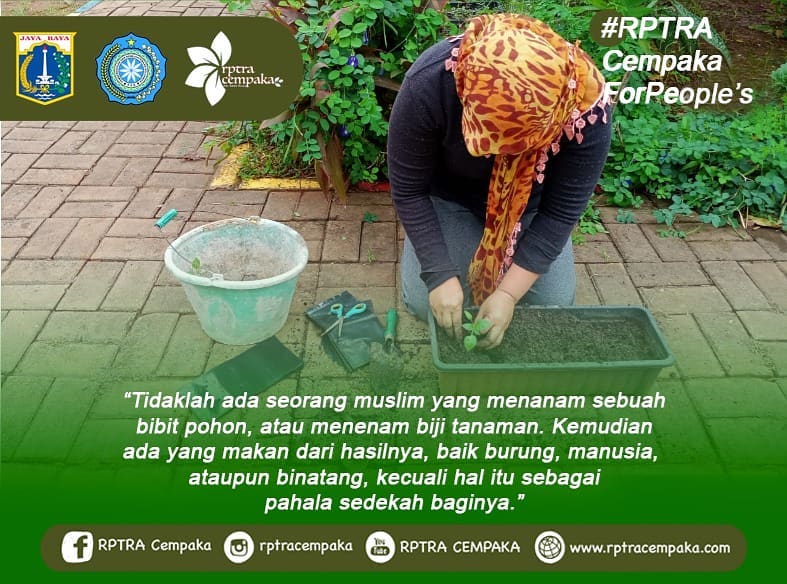 JAYA RAYA
rptra
cempaka
#RPTRA
Cempaka
ForPeople's
“Tidaklah ada seorang muslim yang menanam sebuah
bibit pohon, atau menenam biji tanaman. Kemudian
ada yang makan dari hasilnya, baik burung, manusia,
ataupun binatang, kecuali hal itu sebagai
pahala sedekah baginya.”
RPTRA Cempaka
rptracempaka
You Tube
RPTRA CEMPAKA
www.rptracempaka.com